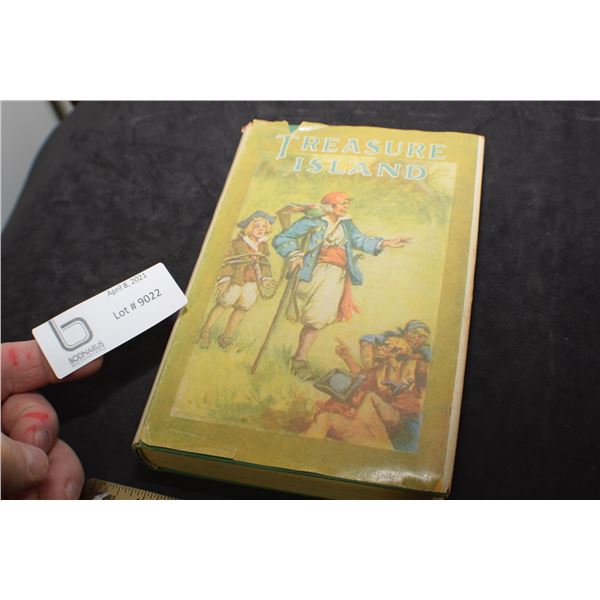 TREASURE
ISLAND
April 8, 2021
Lot # 9022
b
BODNARUS